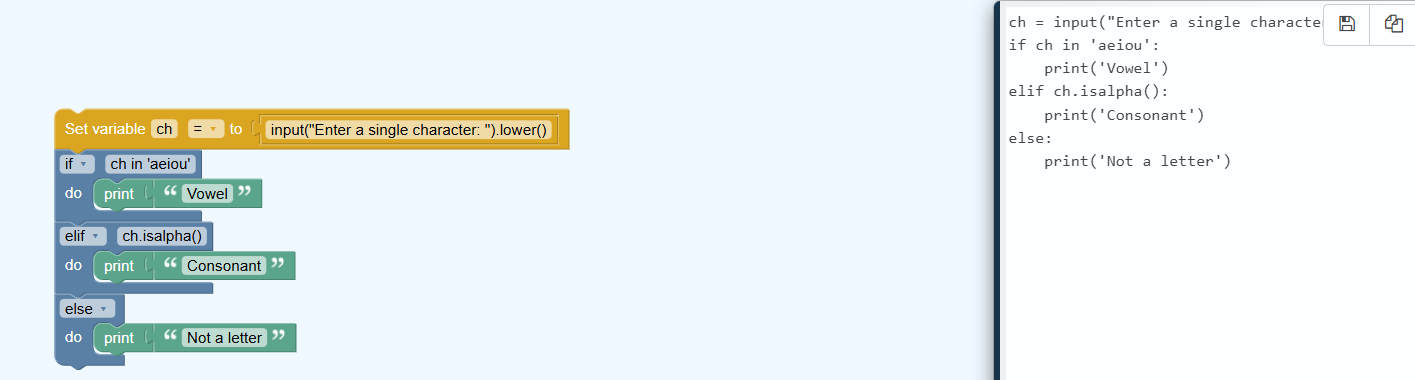 Set variable ch = to input("Enter a single character: ").lower()
if ch in 'aeiou'
do print “ Vowel ”
elif ch.isalpha()
do print “ Consonant ”
else
do print “ Not a letter ”
ch = input("Enter a single
if ch in 'aeiou':
    print('Vowel')
elif ch.isalpha():
    print('Consonant')
else:
    print('Not a letter')